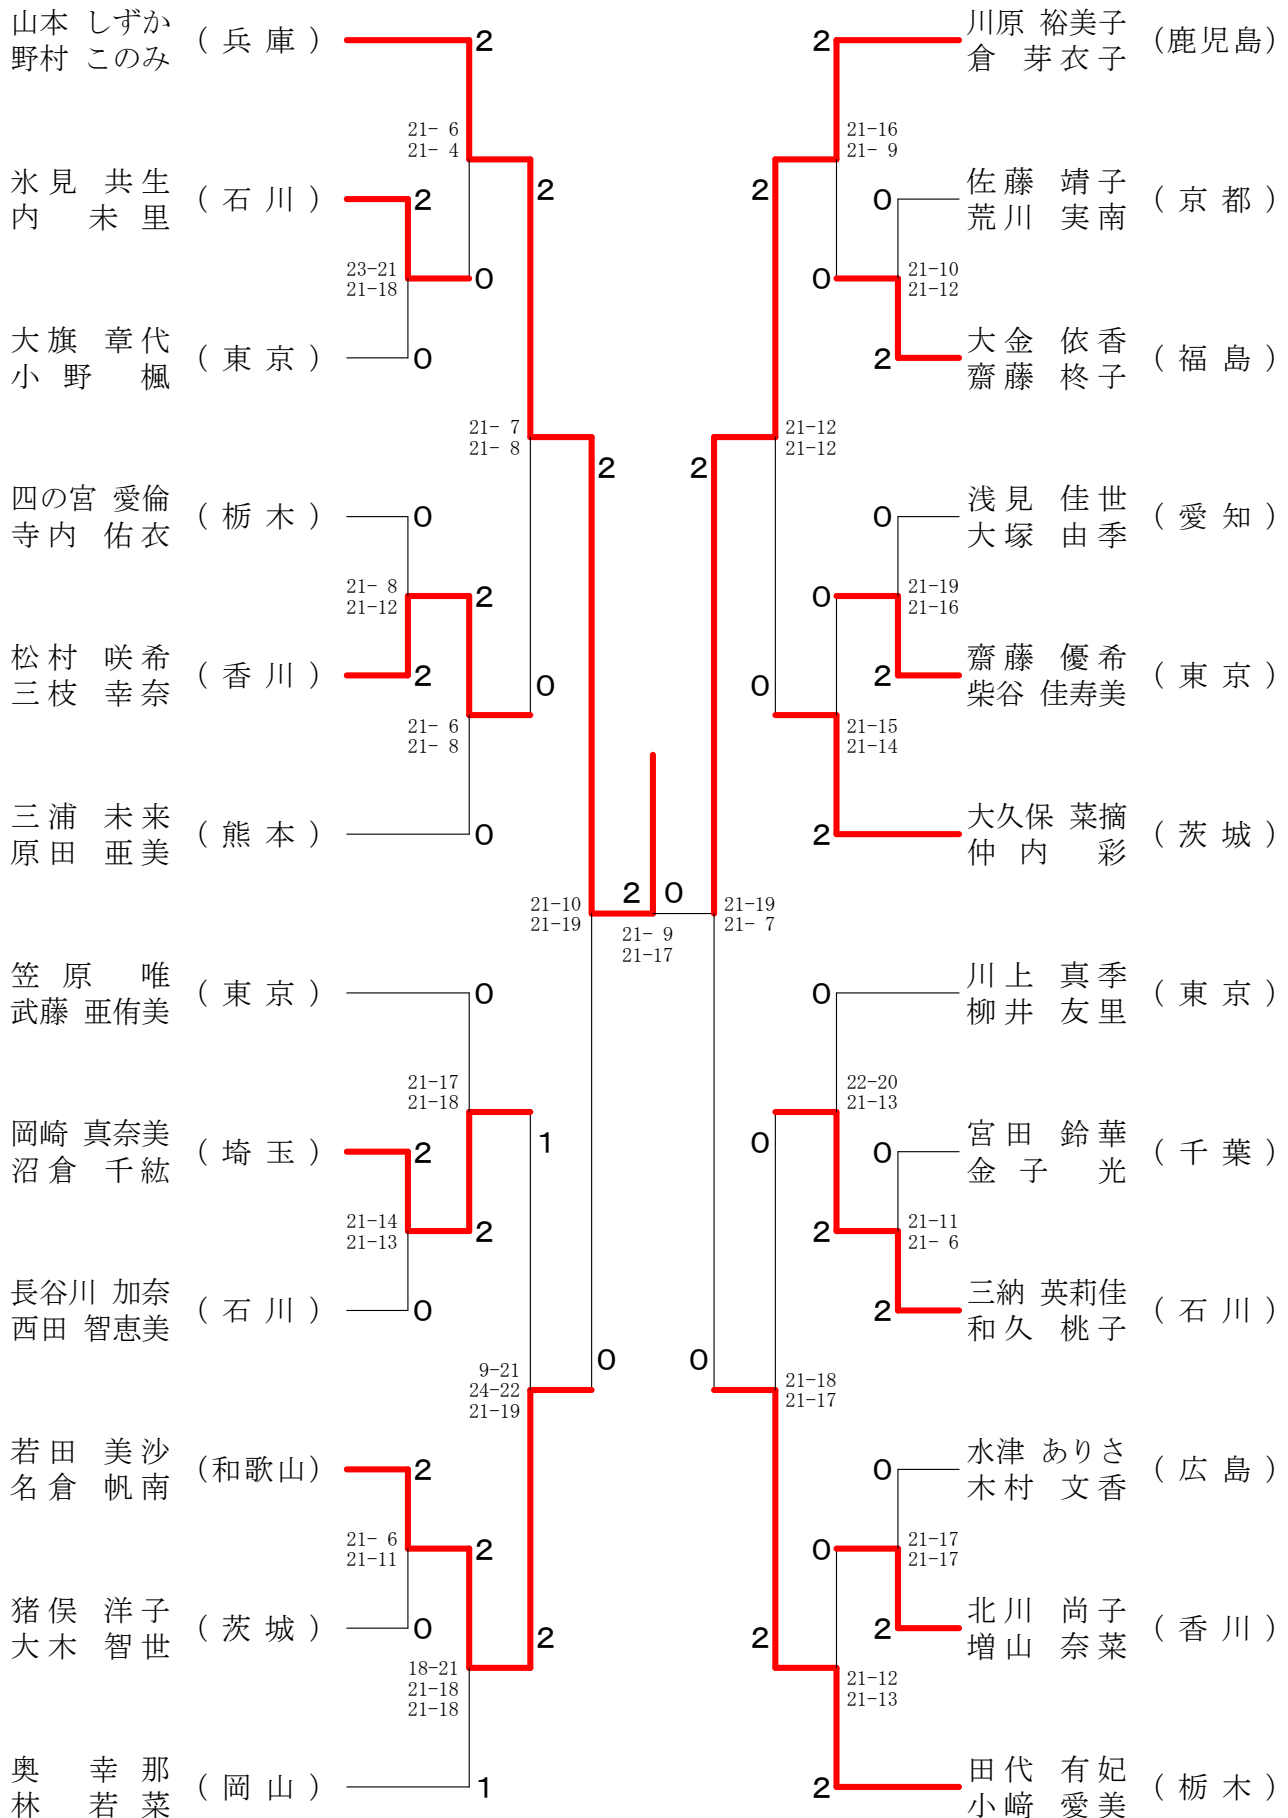 山本 しずか
野村 このみ
(兵庫)
2
21- 6
21- 4
氷見 共生
内 未里
(石川)
2
2
23-21
21-18
0
大旗 章代
小野 楓
(東京)
0
21- 7
21- 8
2
四の宮 愛倫
寺内 佑衣
(栃木)
0
21- 8
21-12
2
松村 咲希
三枝 幸奈
(香川)
2
0
21- 6
21- 8
三浦 未来
原田 亜美
(熊本)
0
21-10
21-19
笠原 唯
武藤 亜侑美
(東京)
0
21-17
21-18
岡崎 真奈美
沼倉 千紘
(埼玉)
2
1
21-14
21-13
2
長谷川 加奈
西田 智恵美
(石川)
0
9-21
24-22
21-19
0
若田 美沙
名倉 帆南
(和歌山)
2
21- 6
21-11
2
猪俣 洋子
大木 智世
(茨城)
0
2
18-21
21-18
21-18
奥 幸那
林 若菜
(岡山)
1
2 0
21- 9
21-17
2
川原 裕美子
倉 芽衣子
(鹿児島)
21-16
21- 9
2
0
佐藤 靖子
荒川 実南
(京都)
0
21-10
21-12
2
大金 依香
齋藤 柊子
(福島)
2
21-12
21-12
0
浅見 佳世
大塚 由季
(愛知)
0
21-19
21-16
0
2
齋藤 優希
柴谷 佳寿美
(東京)
21-15
21-14
2
大久保 菜摘
仲内 彩
(茨城)
21-19
21- 7
0
川上 真季
柳井 友里
(東京)
22-20
21-13
0
0
宮田 鈴華
金子 光
(千葉)
2
21-11
21- 6
2
三納 英莉佳
和久 桃子
(石川)
0
21-18
21-17
0
水津 ありさ
木村 文香
(広島)
0
21-17
21-17
2
2
北川 尚子
増山 奈菜
(香川)
21-12
21-13
2
田代 有妃
小﨑 愛美
(栃木)